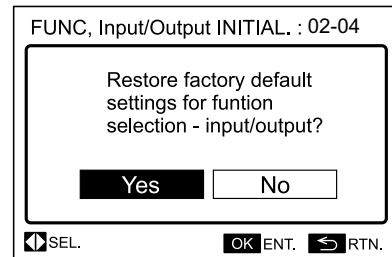 FUNC, Input/Output INITIAL. : 02-04
Restore factory default
settings for funtion
selection - input/output?
Yes No
SEL. OK ENT. RTN.